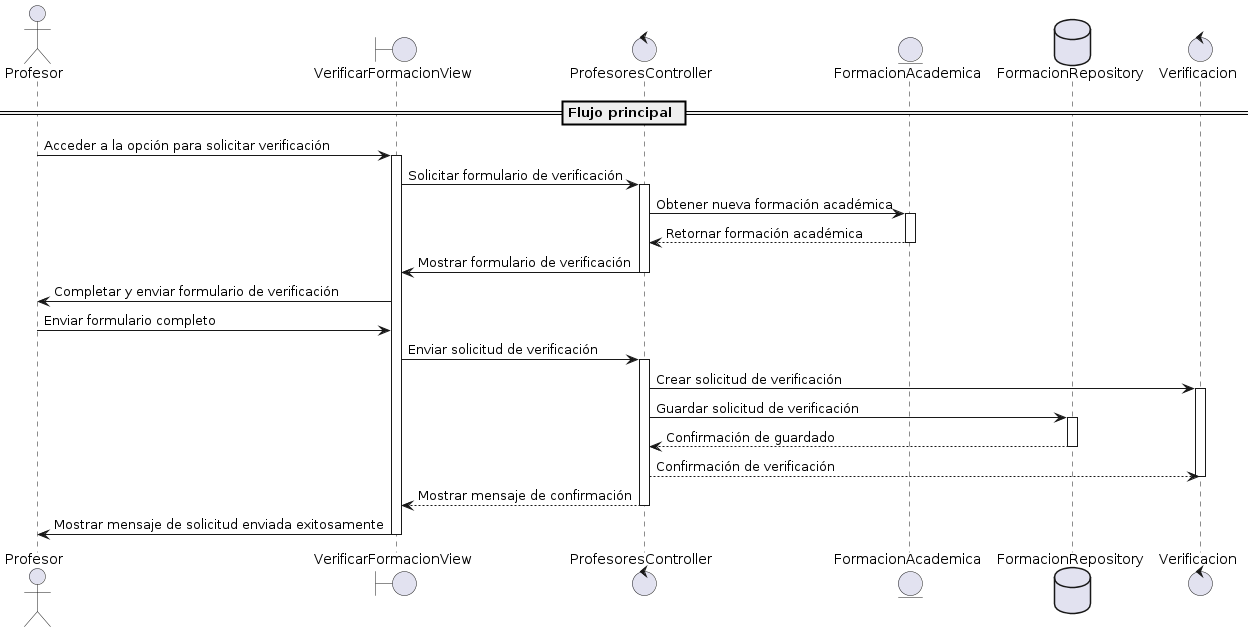 Profesor
VerificarFormacionView
ProfesoresController
FormacionAcademica
FormacionRepository
Verificacion
Flujo principal
Acceder a la opción para solicitar verificación
Solicitar formulario de verificación
Obtener nueva formación académica
Retornar formación académica
Mostrar formulario de verificación
Completar y enviar formulario de verificación
Enviar formulario completo
Enviar solicitud de verificación
Crear solicitud de verificación
Guardar solicitud de verificación
Confirmación de guardado
Confirmación de verificación
Mostrar mensaje de confirmación
Mostrar mensaje de solicitud enviada exitosamente
Profesor
VerificarFormacionView
ProfesoresController
FormacionAcademica
FormacionRepository
Verificacion